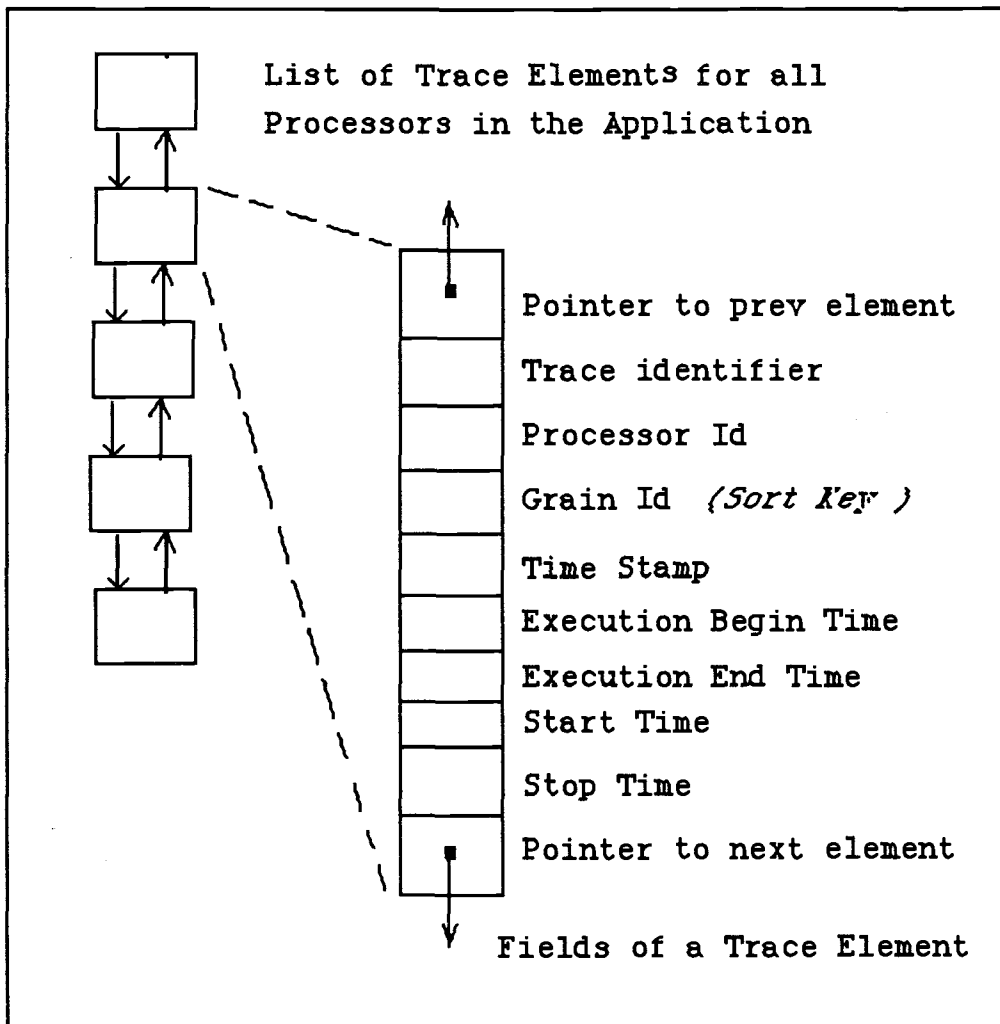 List of Trace Elements for all
Processors in the Application
Pointer to prev element
Trace identifier
Processor Id
Grain Id (Sort Key )
Time Stamp
Execution Begin Time
Execution End Time
Start Time
Stop Time
Pointer to next element
Fields of a Trace Element